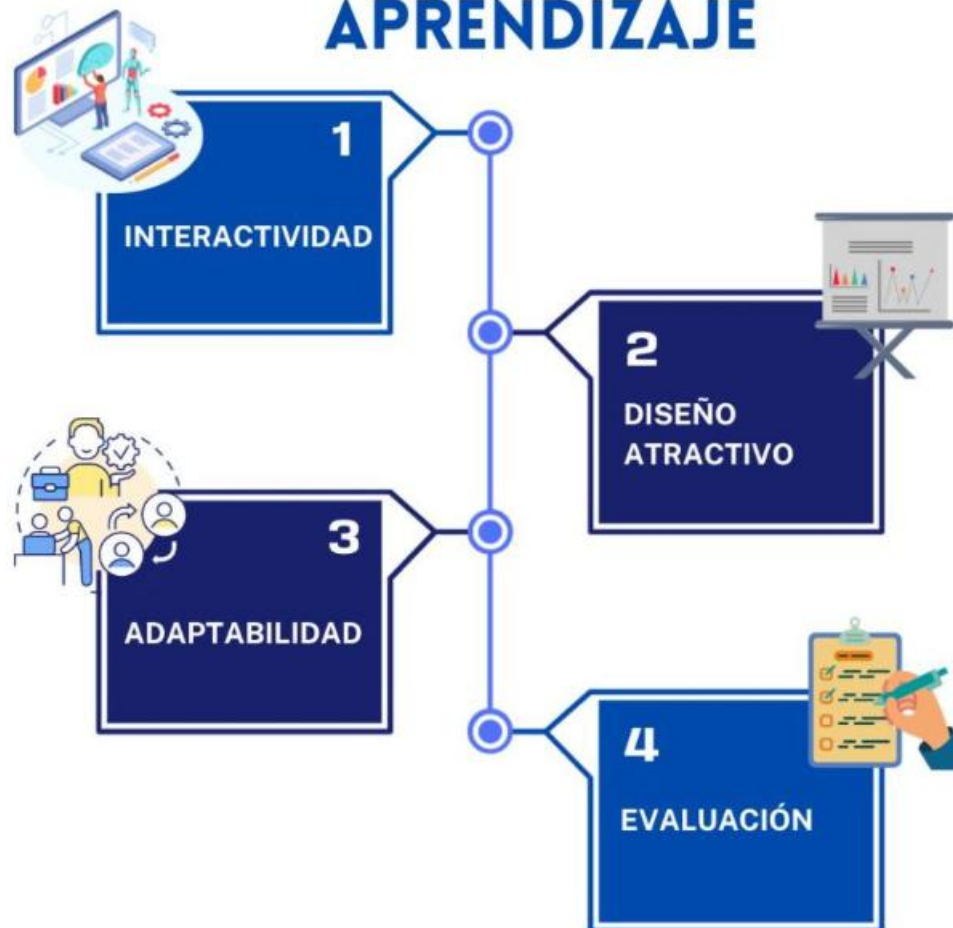 APRENDIZAJE
1
INTERACTIVIDAD
2
DISEÑO
ATRACTIVO
3
ADAPTABILIDAD
4
EVALUACIÓN